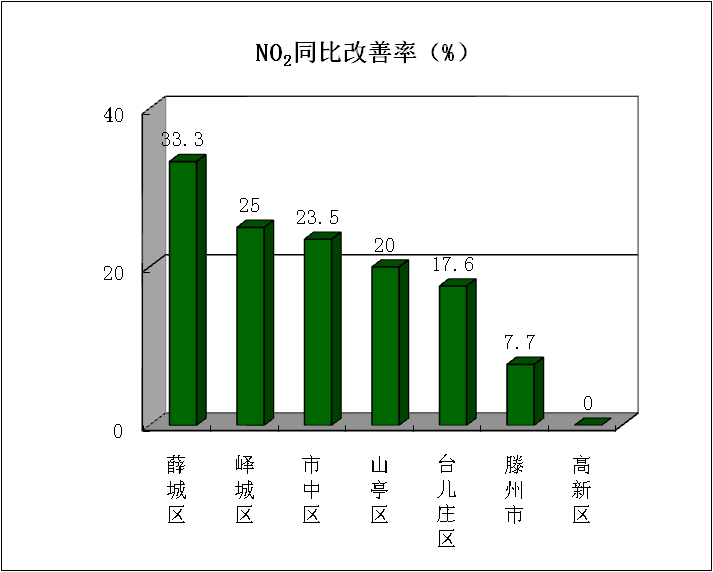 NO₂同比改善率（%）
40
33.3
25
23.5
20
17.6
7.7
0
20
0
薛城区
峄城区
市中区
山亭区
台儿庄区
滕州市
高新区